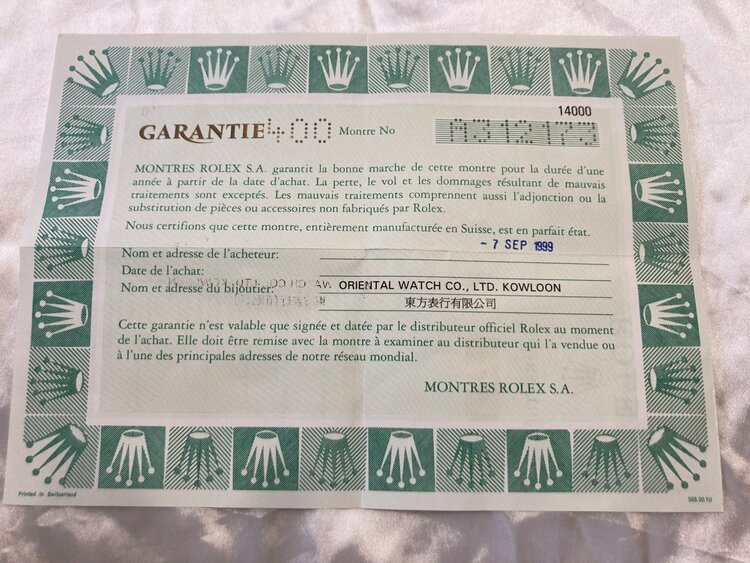 14000
GARANTIE 400 Montre No A312173
MONTRES ROLEX S.A. garantit la bonne marche de cette montre pour la durée d'une
année à partir de la date d'achat. La perte, le vol et les dommages résultant de mauvais
traitements sont exceptés. Les mauvais traitements comprennent aussi l'adjonction ou la
substitution de pièces ou accessoires non fabriqués par Rolex.
Nous certifions que cette montre, entièrement manufacturée en Suisse, est en parfait état.
- 7 SEP 1999
Nom et adresse de l'acheteur:
Date de l'achat:
Nom et adresse du Bijoutier: ORIENTAL WATCH CO., LTD. KOWLOON
東方表行有限公司
Cette garantie n'est valable que signée et datée par le distributeur officiel Rolex au moment
de l'achat. Elle doit être remise avec la montre à examiner au distributeur qui l'a vendue ou
à l'une des principales adresses de notre réseau mondial.
MONTRES ROLEX S.A.
Printed in Switzerland